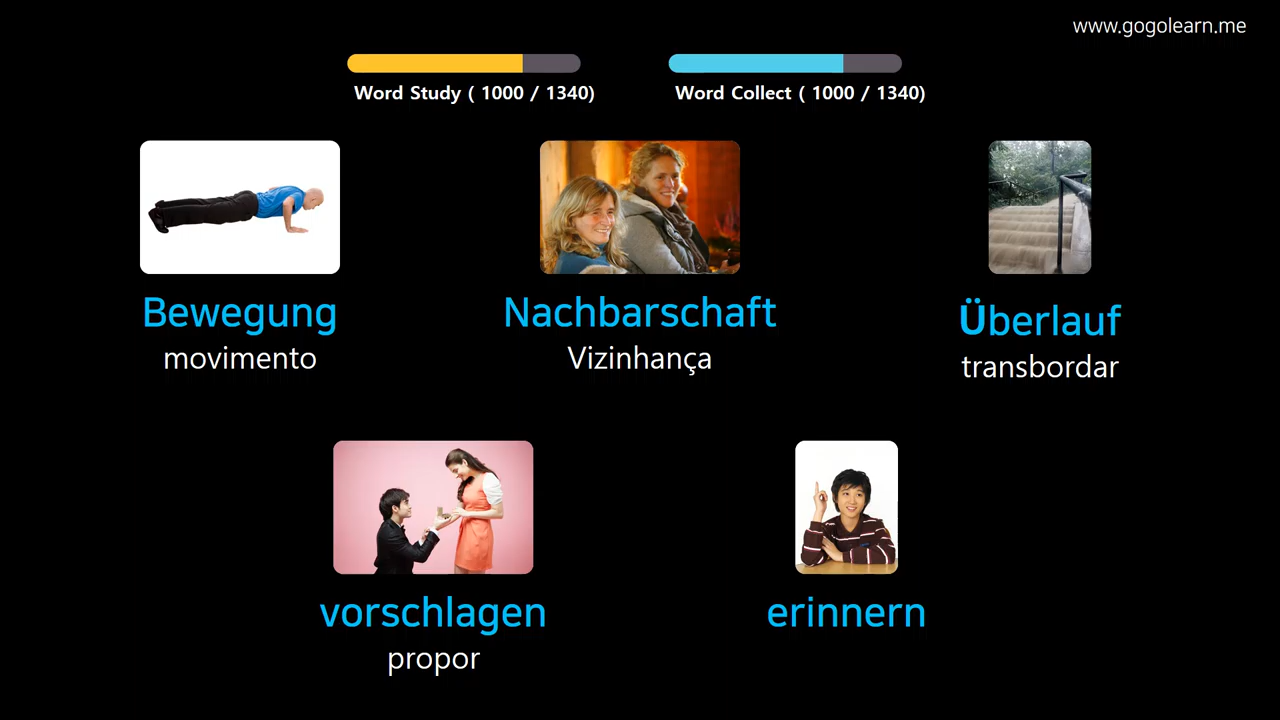 www.gogolearn.me
Word Study ( 1000 / 1340)
Word Collect ( 1000 / 1340)
Bewegung
movimento
Nachbarschaft
Vizinhança
Überlauf
transbordar
vorschlagen
propor
erinnern